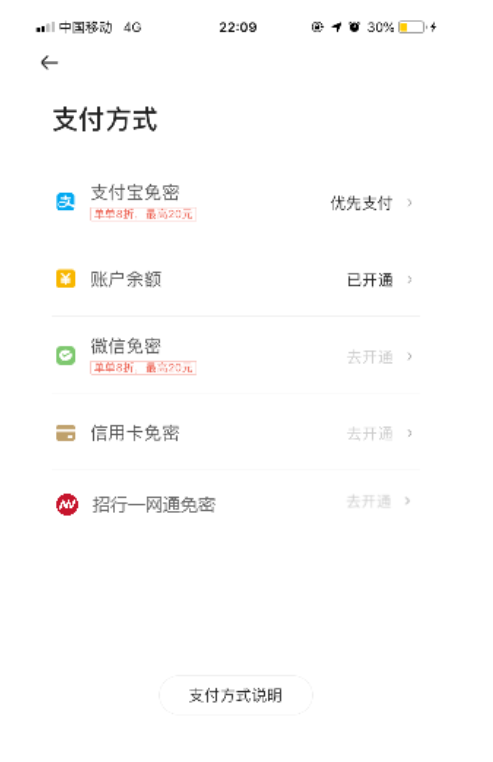 中国移动 4G 22:09 30%
支付方式
支付宝免密
单单8折，最高20元
优先支付
账户余额 已开通
微信免密
单单8折，最高20元
去开通
信用卡免密 去开通
招行一网通免密 去开通
支付方式说明